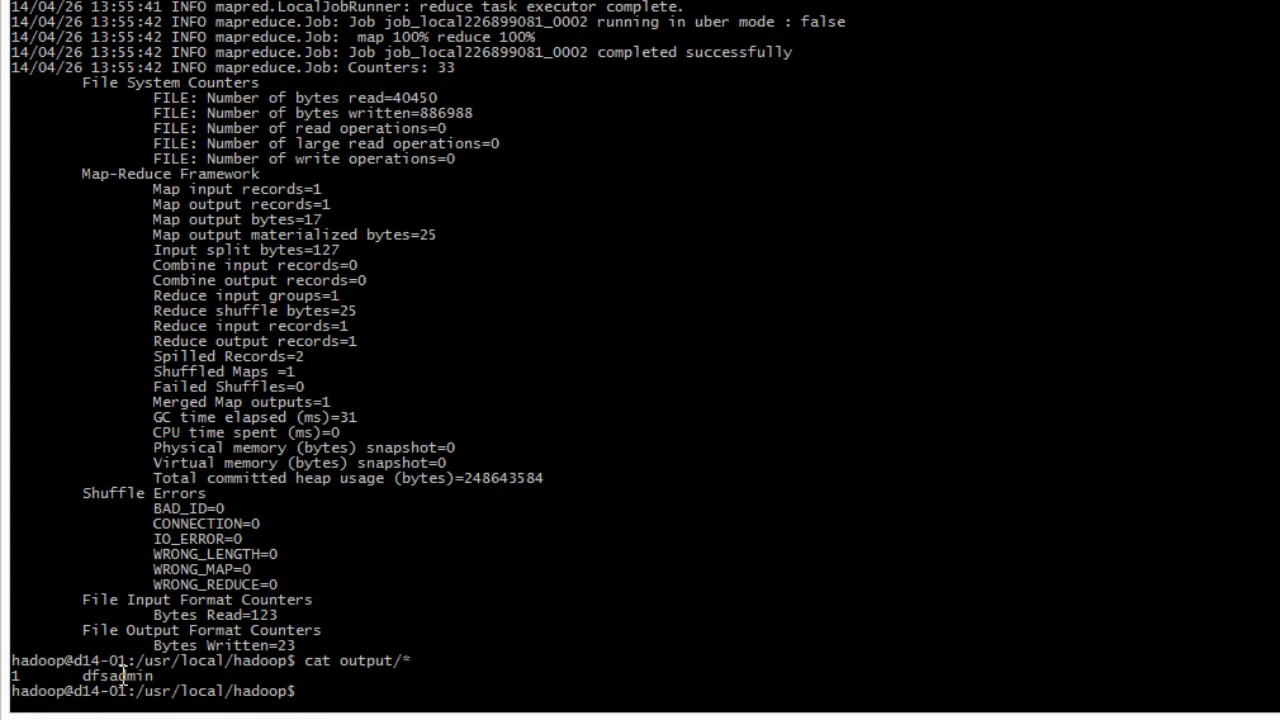 14/04/26 13:55:41 INFO mapred.LocalJobRunner: reduce task executor complete.
14/04/26 13:55:42 INFO mapreduce.Job: Job job_local226899081_0002 running in uber mode : false
14/04/26 13:55:42 INFO mapreduce.Job:  map 100% reduce 100%
14/04/26 13:55:42 INFO mapreduce.Job: Job job_local226899081_0002 completed successfully
14/04/26 13:55:42 INFO mapreduce.Job: Counters: 33
File System Counters
FILE: Number of bytes read=40450
FILE: Number of bytes written=886988
FILE: Number of read operations=0
FILE: Number of large read operations=0
FILE: Number of write operations=0
Map-Reduce Framework
Map input records=1
Map output records=1
Map output bytes=17
Map output materialized bytes=25
Input split bytes=127
Combine input records=0
Combine output records=0
Reduce input groups=1
Reduce shuffle bytes=25
Reduce input records=1
Reduce output records=1
Spilled Records=2
Shuffled Maps =1
Failed Shuffles=0
Merged Map outputs=1
GC time elapsed (ms)=31
CPU time spent (ms)=0
Physical memory (bytes) snapshot=0
Virtual memory (bytes) snapshot=0
Total committed heap usage (bytes)=248643584
Shuffle Errors
BAD_ID=0
CONNECTION=0
IO_ERROR=0
WRONG_LENGTH=0
WRONG_MAP=0
WRONG_REDUCE=0
File Input Format Counters
Bytes Read=123
File Output Format Counters
Bytes Written=23
hadoop@d14-01:/usr/local/hadoop$ cat output/*
1 dfsadmin
hadoop@d14-01:/usr/local/hadoop$